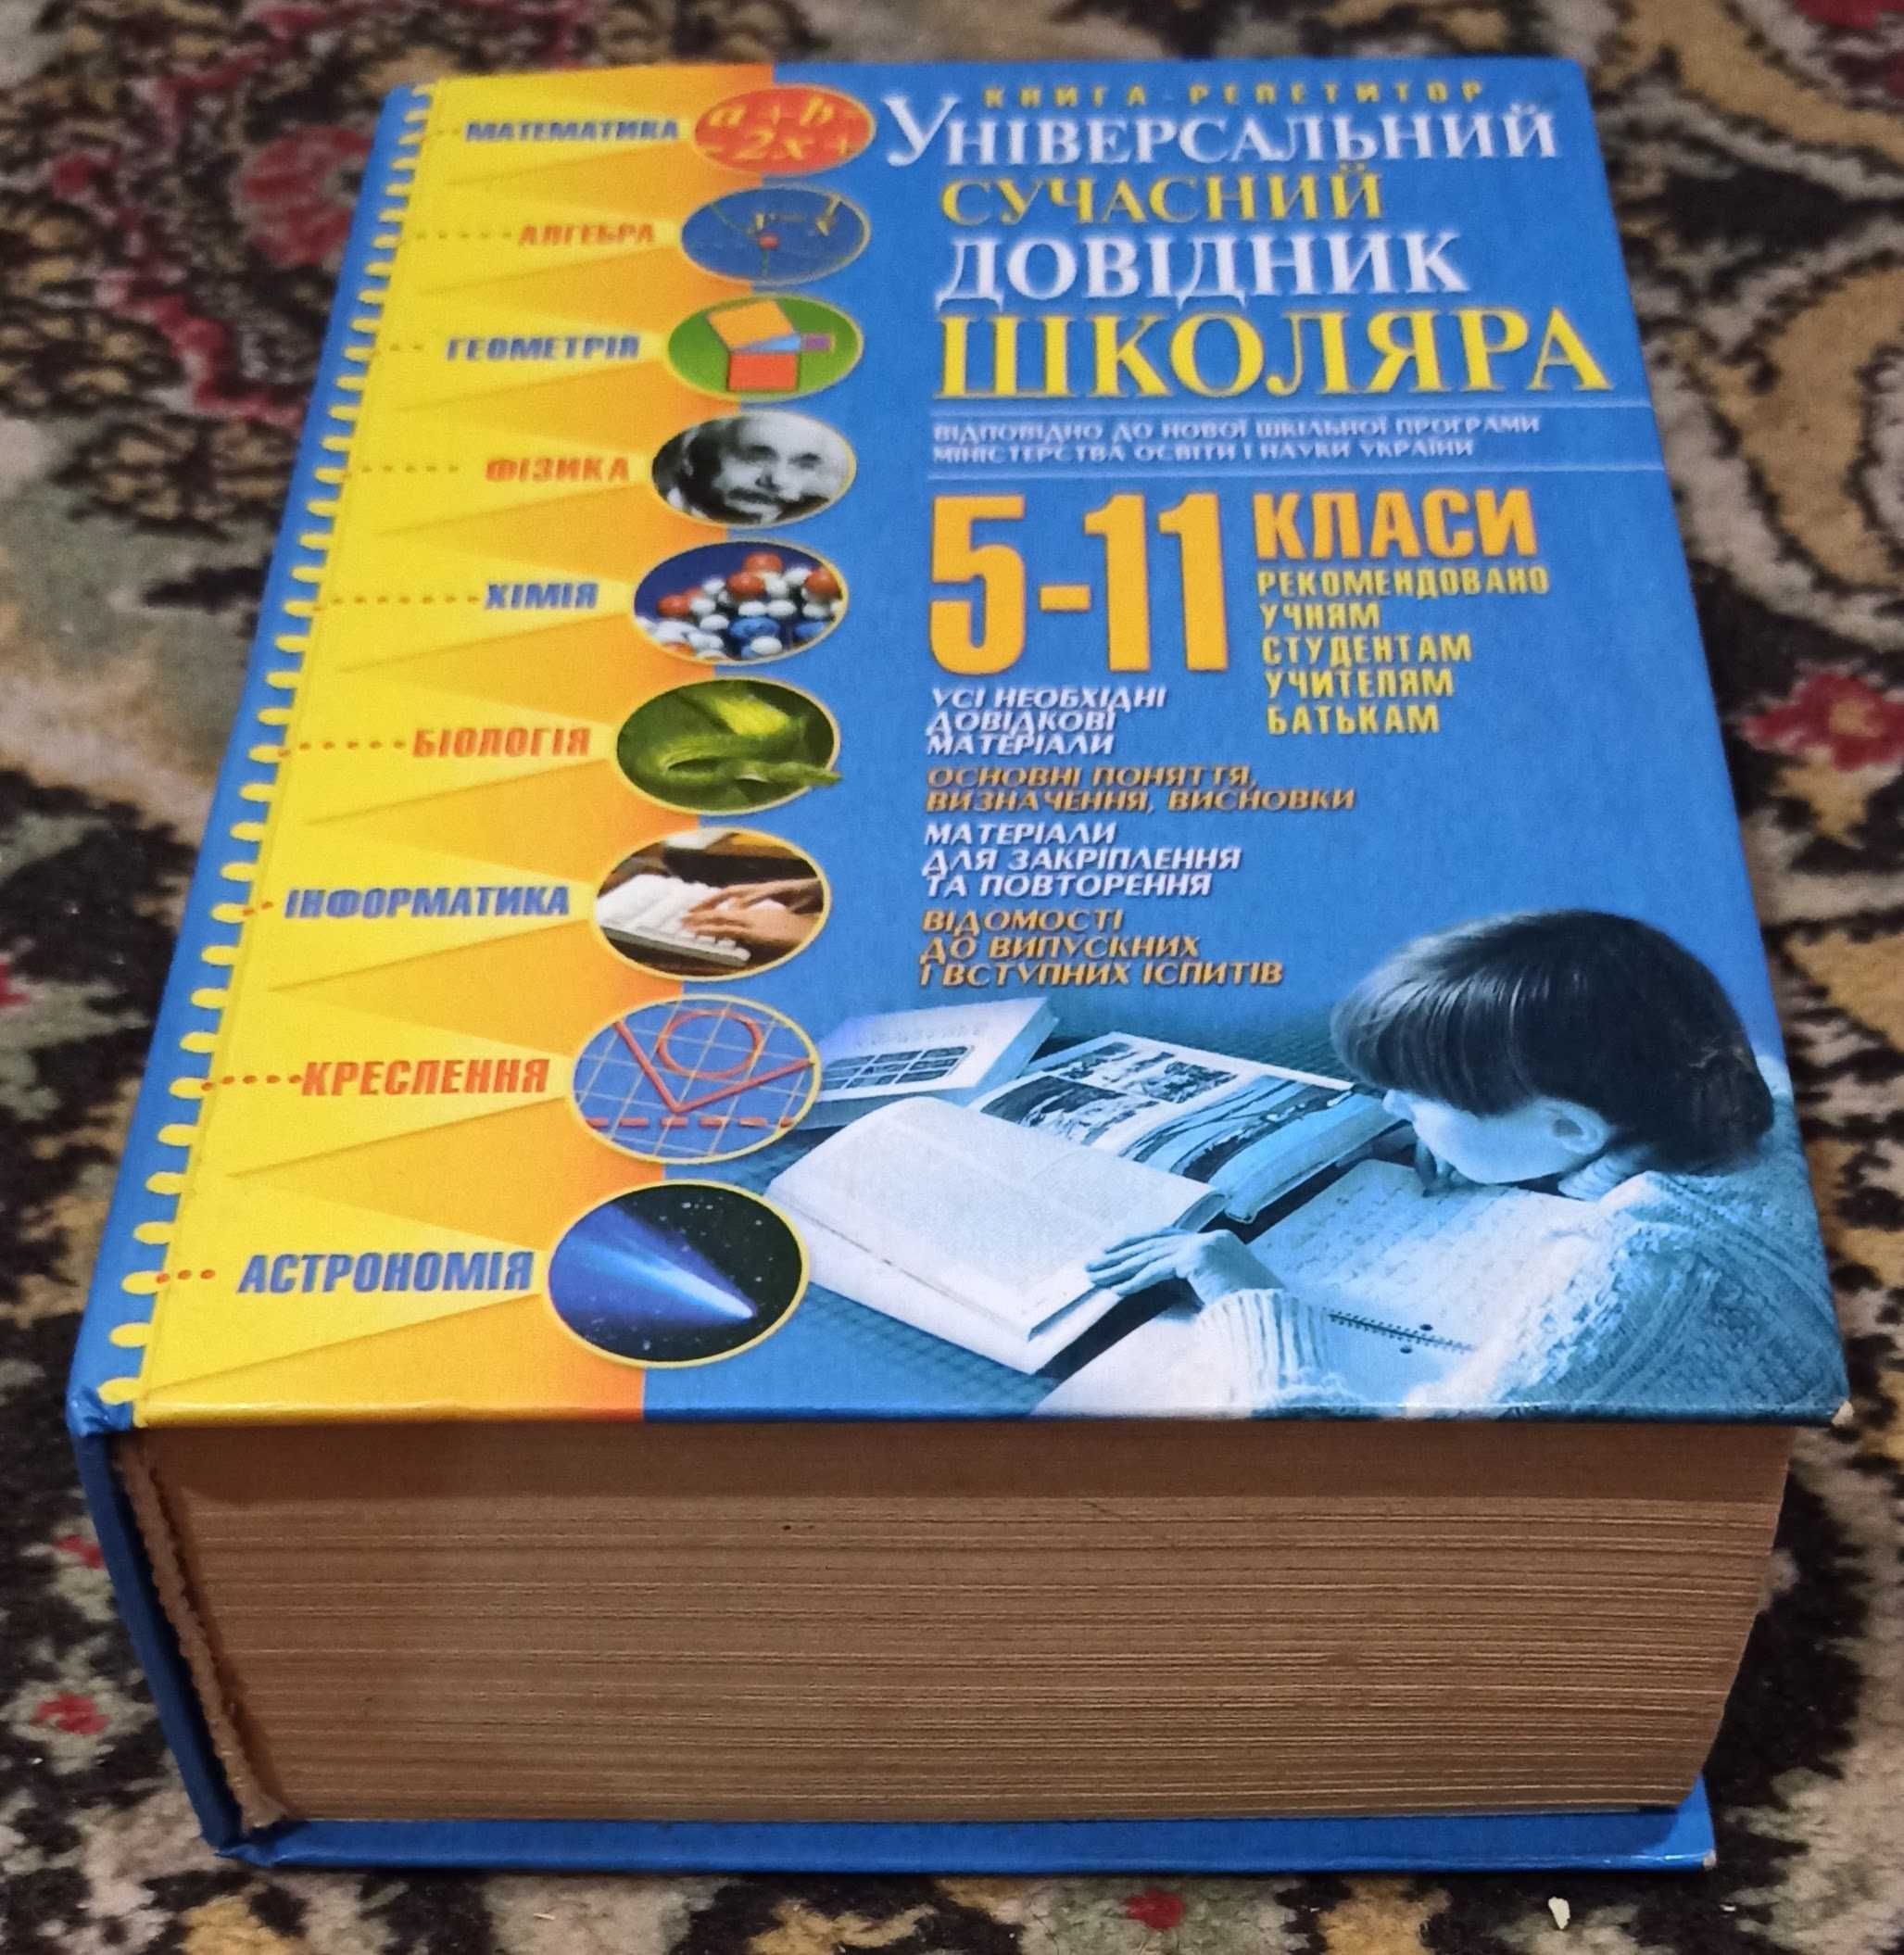 КНИГА-РЕПЕТИТОР
УНІВЕРСАЛЬНИЙ
СУЧАСНИЙ
ДОВІДНИК
ШКОЛЯРА
ВІДПОВІДНО ДО НОВОЇ ШКІЛЬНОЇ ПРОГРАМИ
МІНІСТЕРСТВА ОСВІТИ І НАУКИ УКРАЇНИ
5-11 КЛАСИ
РЕКОМЕНДОВАНО
УЧНЯМ
СТУДЕНТАМ
УЧИТЕЛЯМ
БАТЬКАМ
УСІ НЕОБХІДНІ
ДОВІДКОВІ
МАТЕРІАЛИ
ОСНОВНІ ПОНЯТТЯ,
ВИЗНАЧЕННЯ, ВИСНОВКИ
МАТЕРІАЛИ
ДЛЯ ЗАКРІПЛЕННЯ
ТА ПОВТОРЕННЯ
ВІДОМОСТІ
ДО ВИПУСКНИХ
І ВСТУПНИХ ІСПИТІВ
МАТЕМАТИКА
a+b-
-2x+
АЛГЕБРА
ГЕОМЕТРІЯ
ФІЗИКА
ХІМІЯ
БІОЛОГІЯ
ІНФОРМАТИКА
КРЕСЛЕННЯ
АСТРОНОМІЯ